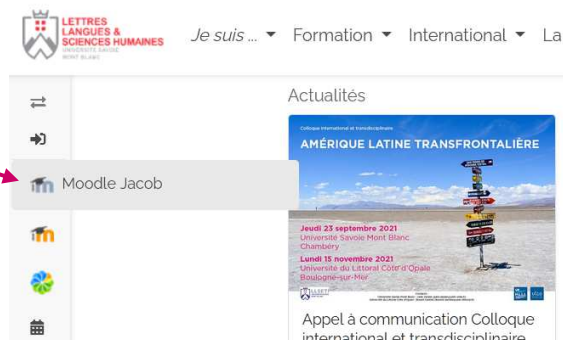 LETTRES
LANGUES &
SCIENCES HUMAINES
UNIVERSITÉ SAVOIE
MONT BLANC
Je suis ... Formation International La
Actualités
Colloque international et transdisciplinaire
AMÉRIQUE LATINE TRANSFRONTALIÈRE
Moodle Jacob
Jeudi 23 septembre 2021
Université Savoie Mont Blanc
Chambéry
Lundi 15 novembre 2021
Université du Littoral Côte d'Opale
Boulogne-sur-Mer
Appel à communication Colloque
international et transdisciplinaire